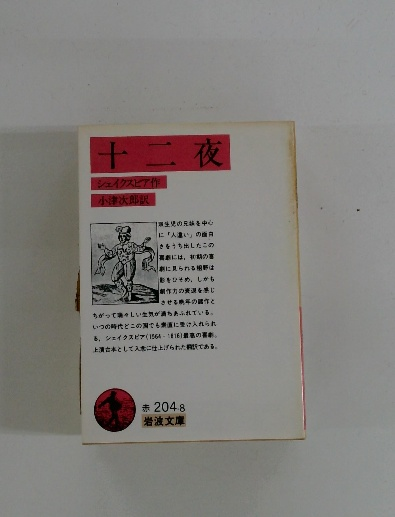 十二夜
シェイクスピア作
小津次郎訳
双生児の兄妹を中心
に「人違い」の面白
さをうち出したこの
喜劇には，初期の喜
劇に見られる粗野は
影をひそめ，しかも
創作力の衰退を感じ
させる晩年の諸作と
ちがって瑞々しい生気が満ちあふれている。
いつの時代どこの国でも素直に受け入れられ
る，シェイクスピア(1564‐1616)最高の喜劇。
上演台本として入念に仕上げられた翻訳である。
赤 204-8
岩波文庫